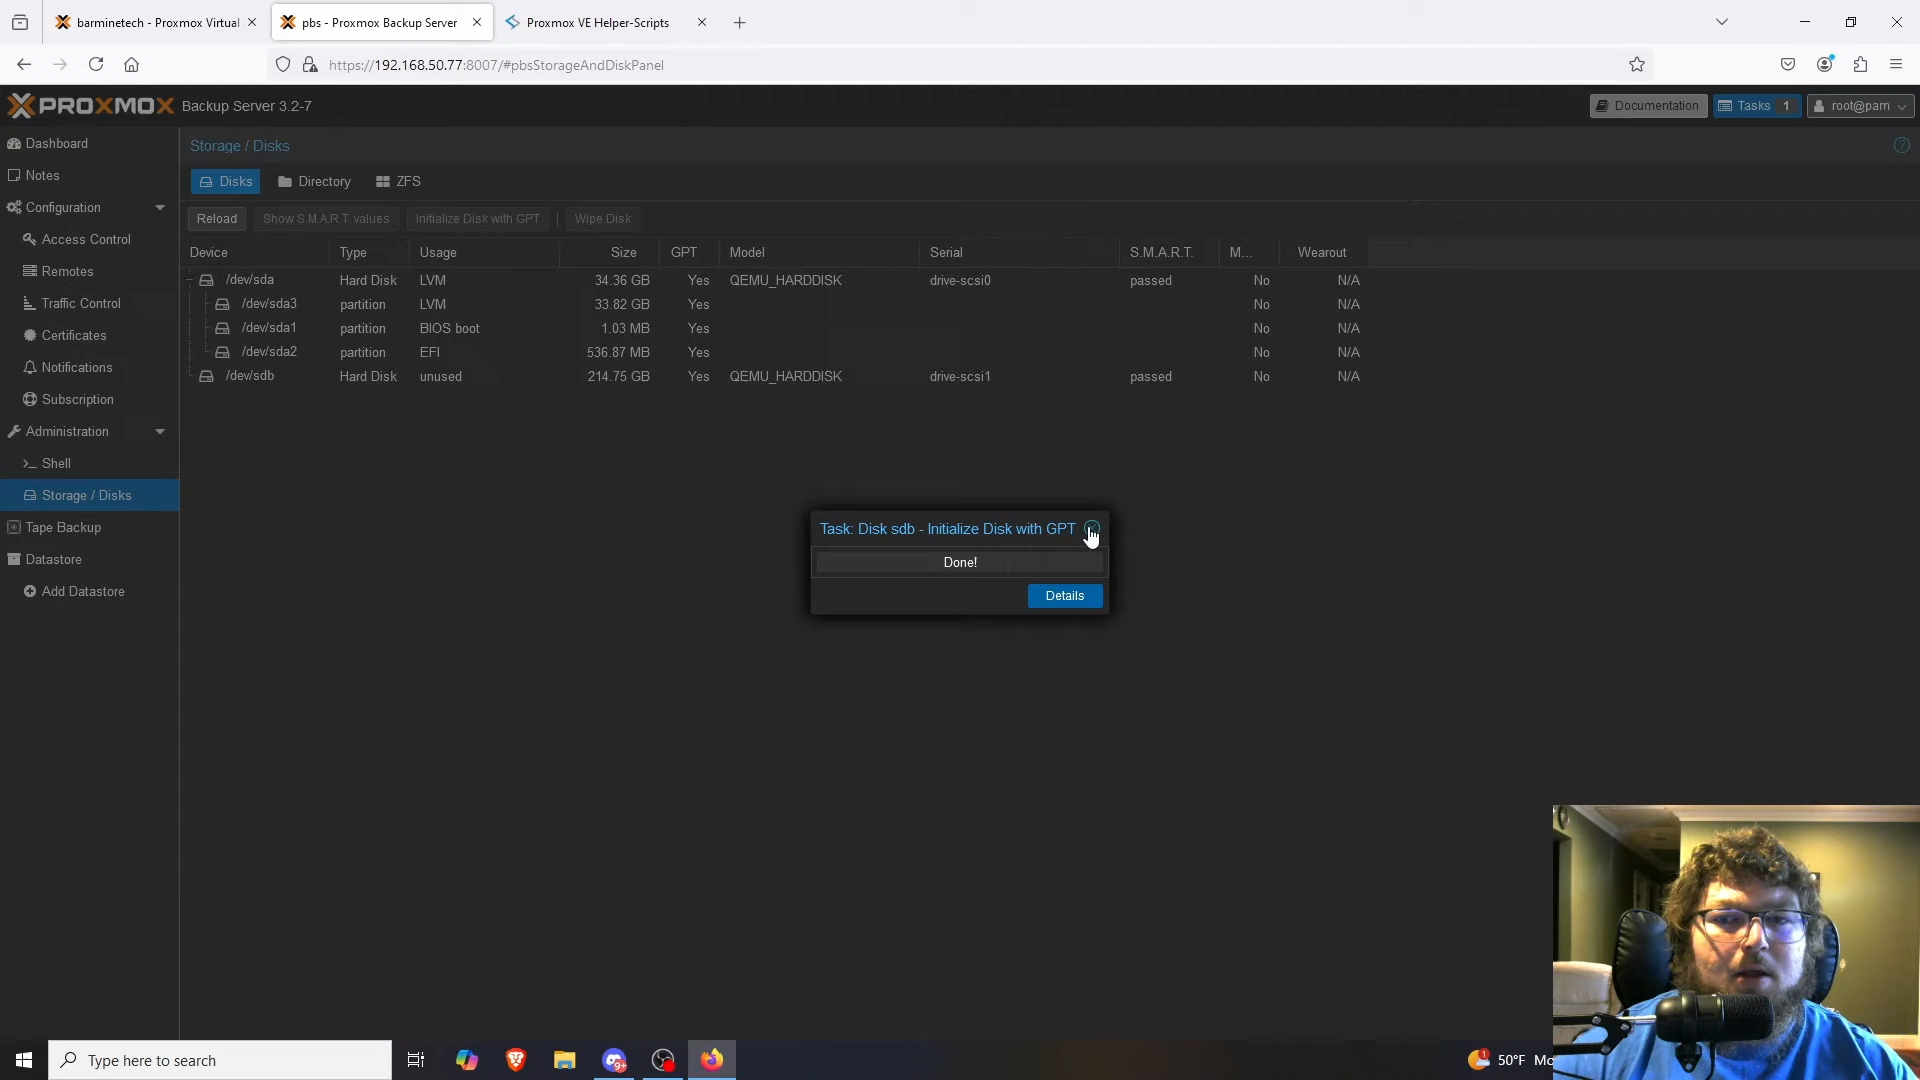 barminetech - Proxmox Virtual
pbs - Proxmox Backup Server
Proxmox VE Helper-Scripts
https://192.168.50.77:8007/#pbsStorageAndDiskPanel
PROXMOX Backup Server 3.2-7
Documentation
Tasks 1
root@pam
Dashboard
Notes
Configuration
Access Control
Remotes
Traffic Control
Certificates
Notifications
Subscription
Administration
Shell
Storage / Disks
Tape Backup
Datastore
Add Datastore
Storage / Disks
Disks Directory ZFS
Reload Show S.M.A.R.T. values Initialize Disk with GPT Wipe Disk
Device Type Usage Size GPT Model Serial S.M.A.R.T. M... Wearout
/dev/sda Hard Disk LVM 34.36 GB Yes QEMU_HARDDISK drive-scsi0 passed No N/A
/dev/sda3 partition LVM 33.82 GB Yes No N/A
/dev/sda1 partition BIOS boot 1.03 MB Yes No N/A
/dev/sda2 partition EFI 536.87 MB Yes No N/A
/dev/sdb Hard Disk unused 214.75 GB Yes QEMU_HARDDISK drive-scsi1 passed No N/A
Task: Disk sdb - Initialize Disk with GPT
Done!
Details
Type here to search
9+
1
50°F Mo